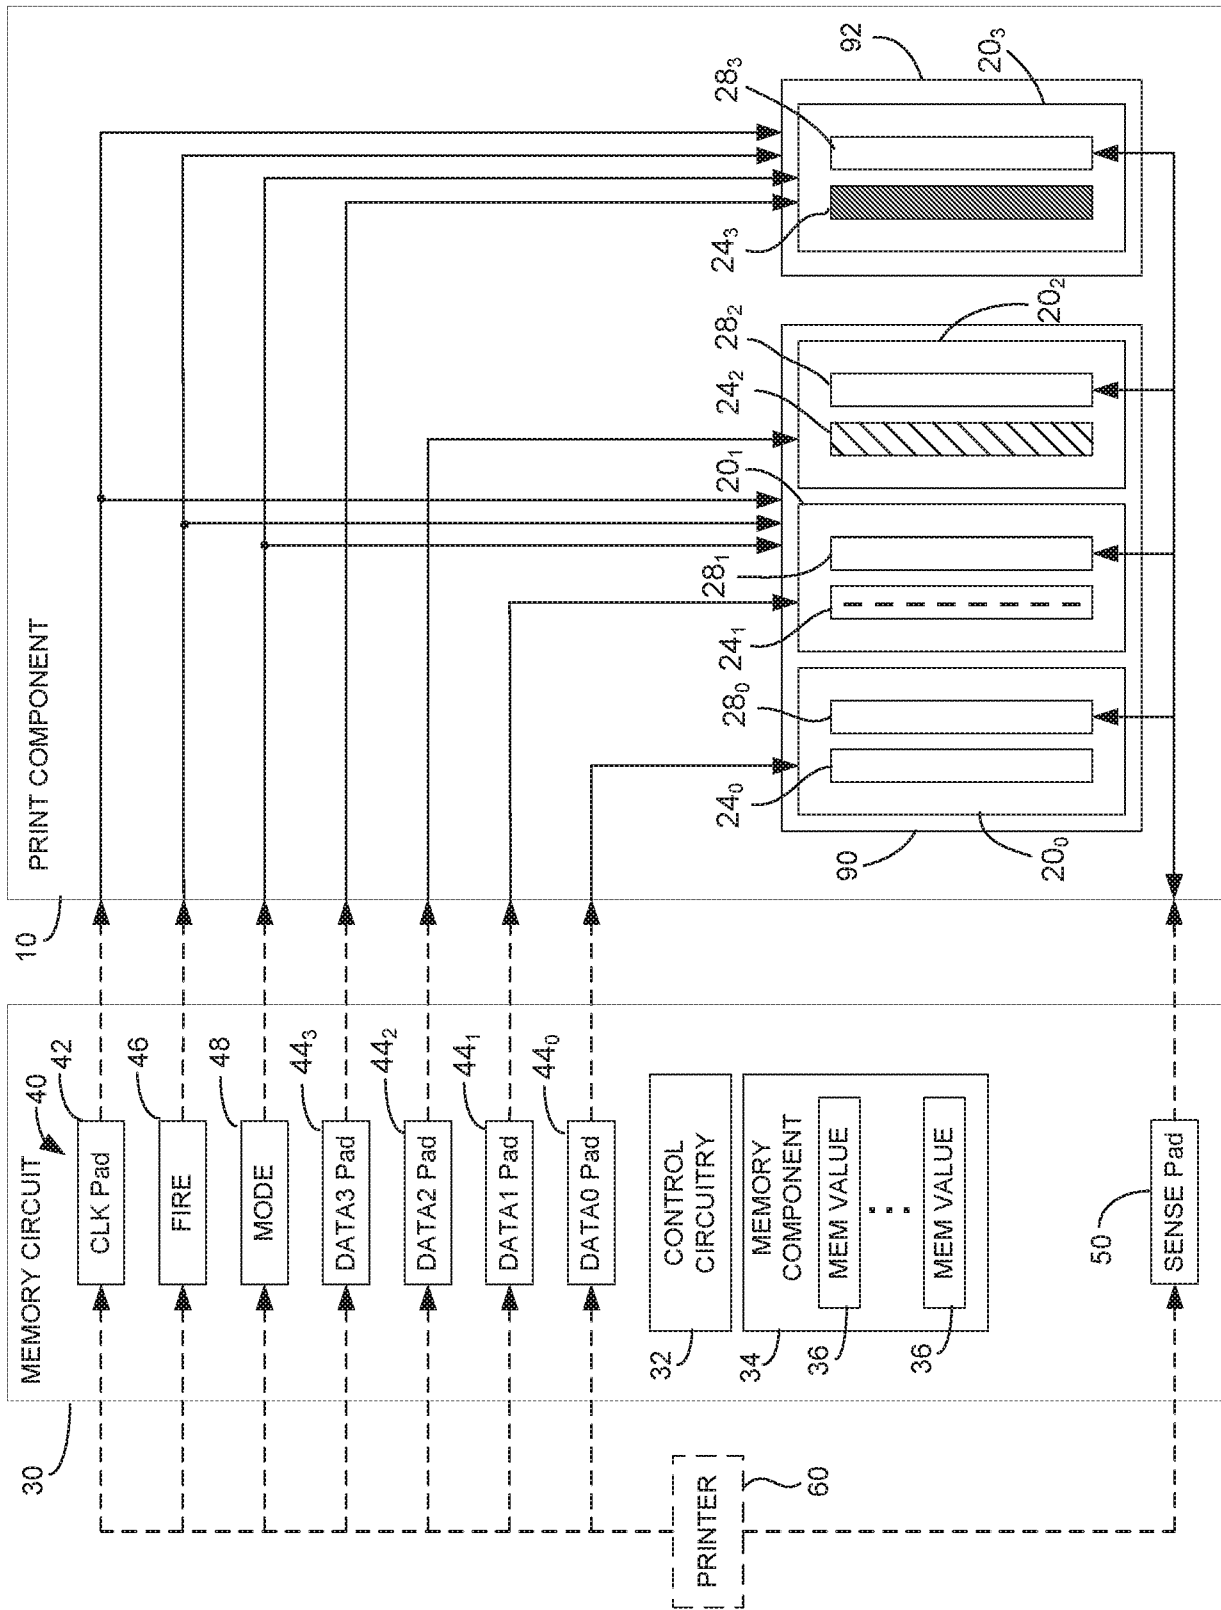 PRINT COMPONENT
10
92
28₃
20₃
24₃
28₂
24₂
20₂
20₁
28₁
24₁
28₀
24₀
90
20₀
MEMORY CIRCUIT
30
40
42
CLK Pad
46
FIRE
48
MODE
44₃
DATA3 Pad
44₂
DATA2 Pad
44₁
DATA1 Pad
44₀
DATA0 Pad
CONTROL
CIRCUITRY
32
MEMORY
COMPONENT
34
MEM VALUE
36
...
MEM VALUE
36
50
SENSE Pad
PRINTER
60